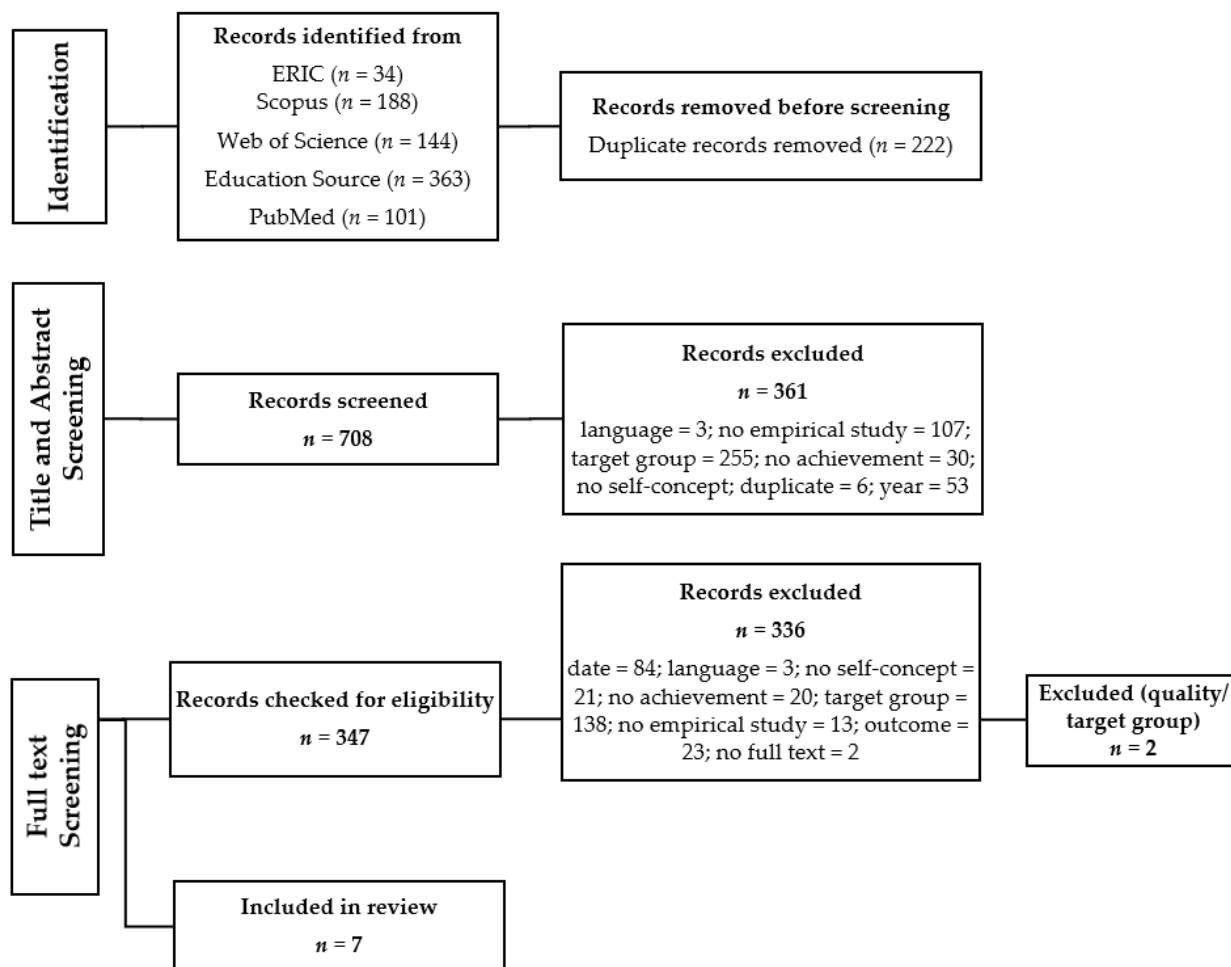 Identification
Records identified from
ERIC (n = 34)
Scopus (n = 188)
Web of Science (n = 144)
Education Source (n = 363)
PubMed (n = 101)
Records removed before screening
Duplicate records removed (n = 222)
Title and Abstract
Screening
Records screened
n = 708
Records excluded
n = 361
language = 3; no empirical study = 107;
target group = 255; no achievement = 30;
no self-concept; duplicate = 6; year = 53
Full text
Screening
Records checked for eligibility
n = 347
Records excluded
n = 336
date = 84; language = 3; no self-concept =
21; no achievement = 20; target group =
138; no empirical study = 13; outcome =
23; no full text = 2
Excluded (quality/
target group)
n = 2
Included in review
n = 7